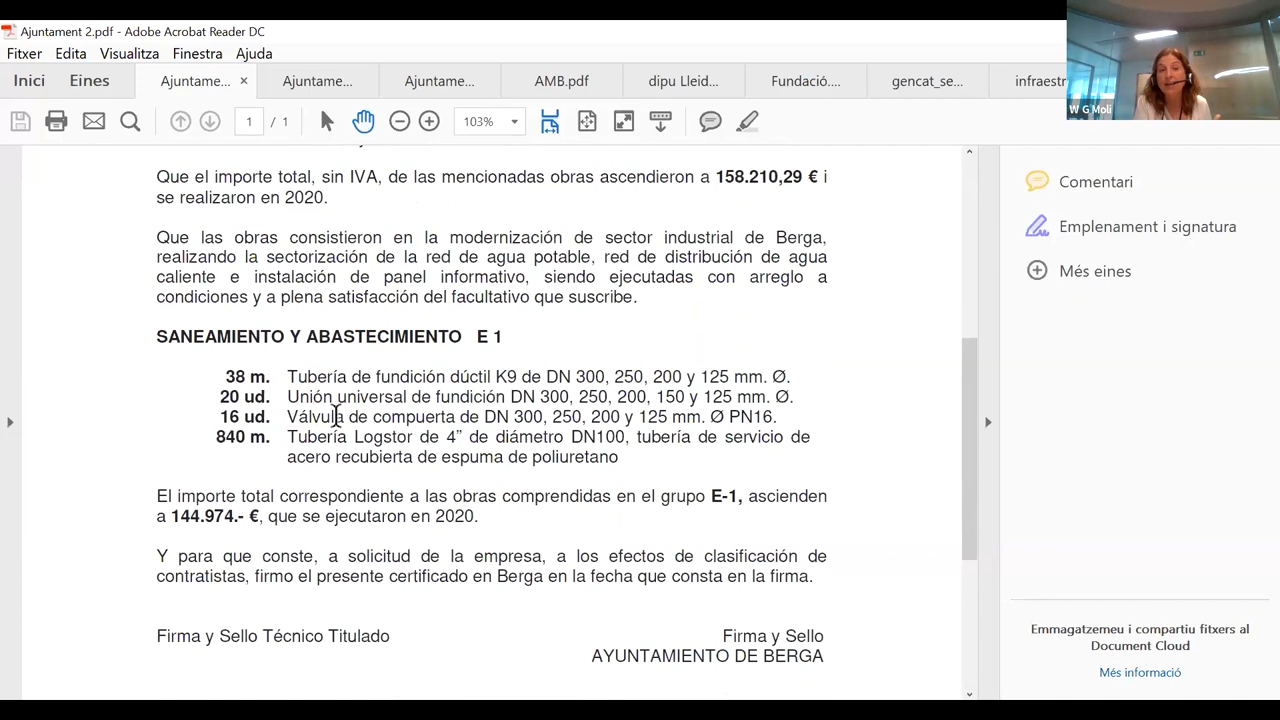 Ajuntament 2.pdf - Adobe Acrobat Reader DC
Fitxer Edita Visualitza Finestra Ajuda
Inici Eines Ajuntame... × Ajuntame... Ajuntame... AMB.pdf dipu Lleid... Fundació.... gencat_se... infraestr
W G Moli
1 / 1 103%
Que el importe total, sin IVA, de las mencionadas obras ascendieron a 158.210,29 € i
se realizaron en 2020.
Que las obras consistieron en la modernización de sector industrial de Berga,
realizando la sectorización de la red de agua potable, red de distribución de agua
caliente e instalación de panel informativo, siendo ejecutadas con arreglo a
condiciones y a plena satisfacción del facultativo que suscribe.
SANEAMIENTO Y ABASTECIMIENTO E 1
38 m. Tubería de fundición dúctil K9 de DN 300, 250, 200 y 125 mm. Ø.
20 ud. Unión universal de fundición DN 300, 250, 200, 150 y 125 mm. Ø.
16 ud. Válvula de compuerta de DN 300, 250, 200 y 125 mm. Ø PN16.
840 m. Tubería Logstor de 4” de diámetro DN100, tubería de servicio de
acero recubierta de espuma de poliuretano
El importe total correspondiente a las obras comprendidas en el grupo E-1, ascienden
a 144.974.- €, que se ejecutaron en 2020.
Y para que conste, a solicitud de la empresa, a los efectos de clasificación de
contratistas, firmo el presente certificado en Berga en la fecha que consta en la firma.
Firma y Sello Técnico Titulado Firma y Sello
AYUNTAMIENTO DE BERGA
Comentari
Emplenament i signatura
Més eines
Emmagatzemeu i compartiu fitxers al
Document Cloud
Més informació